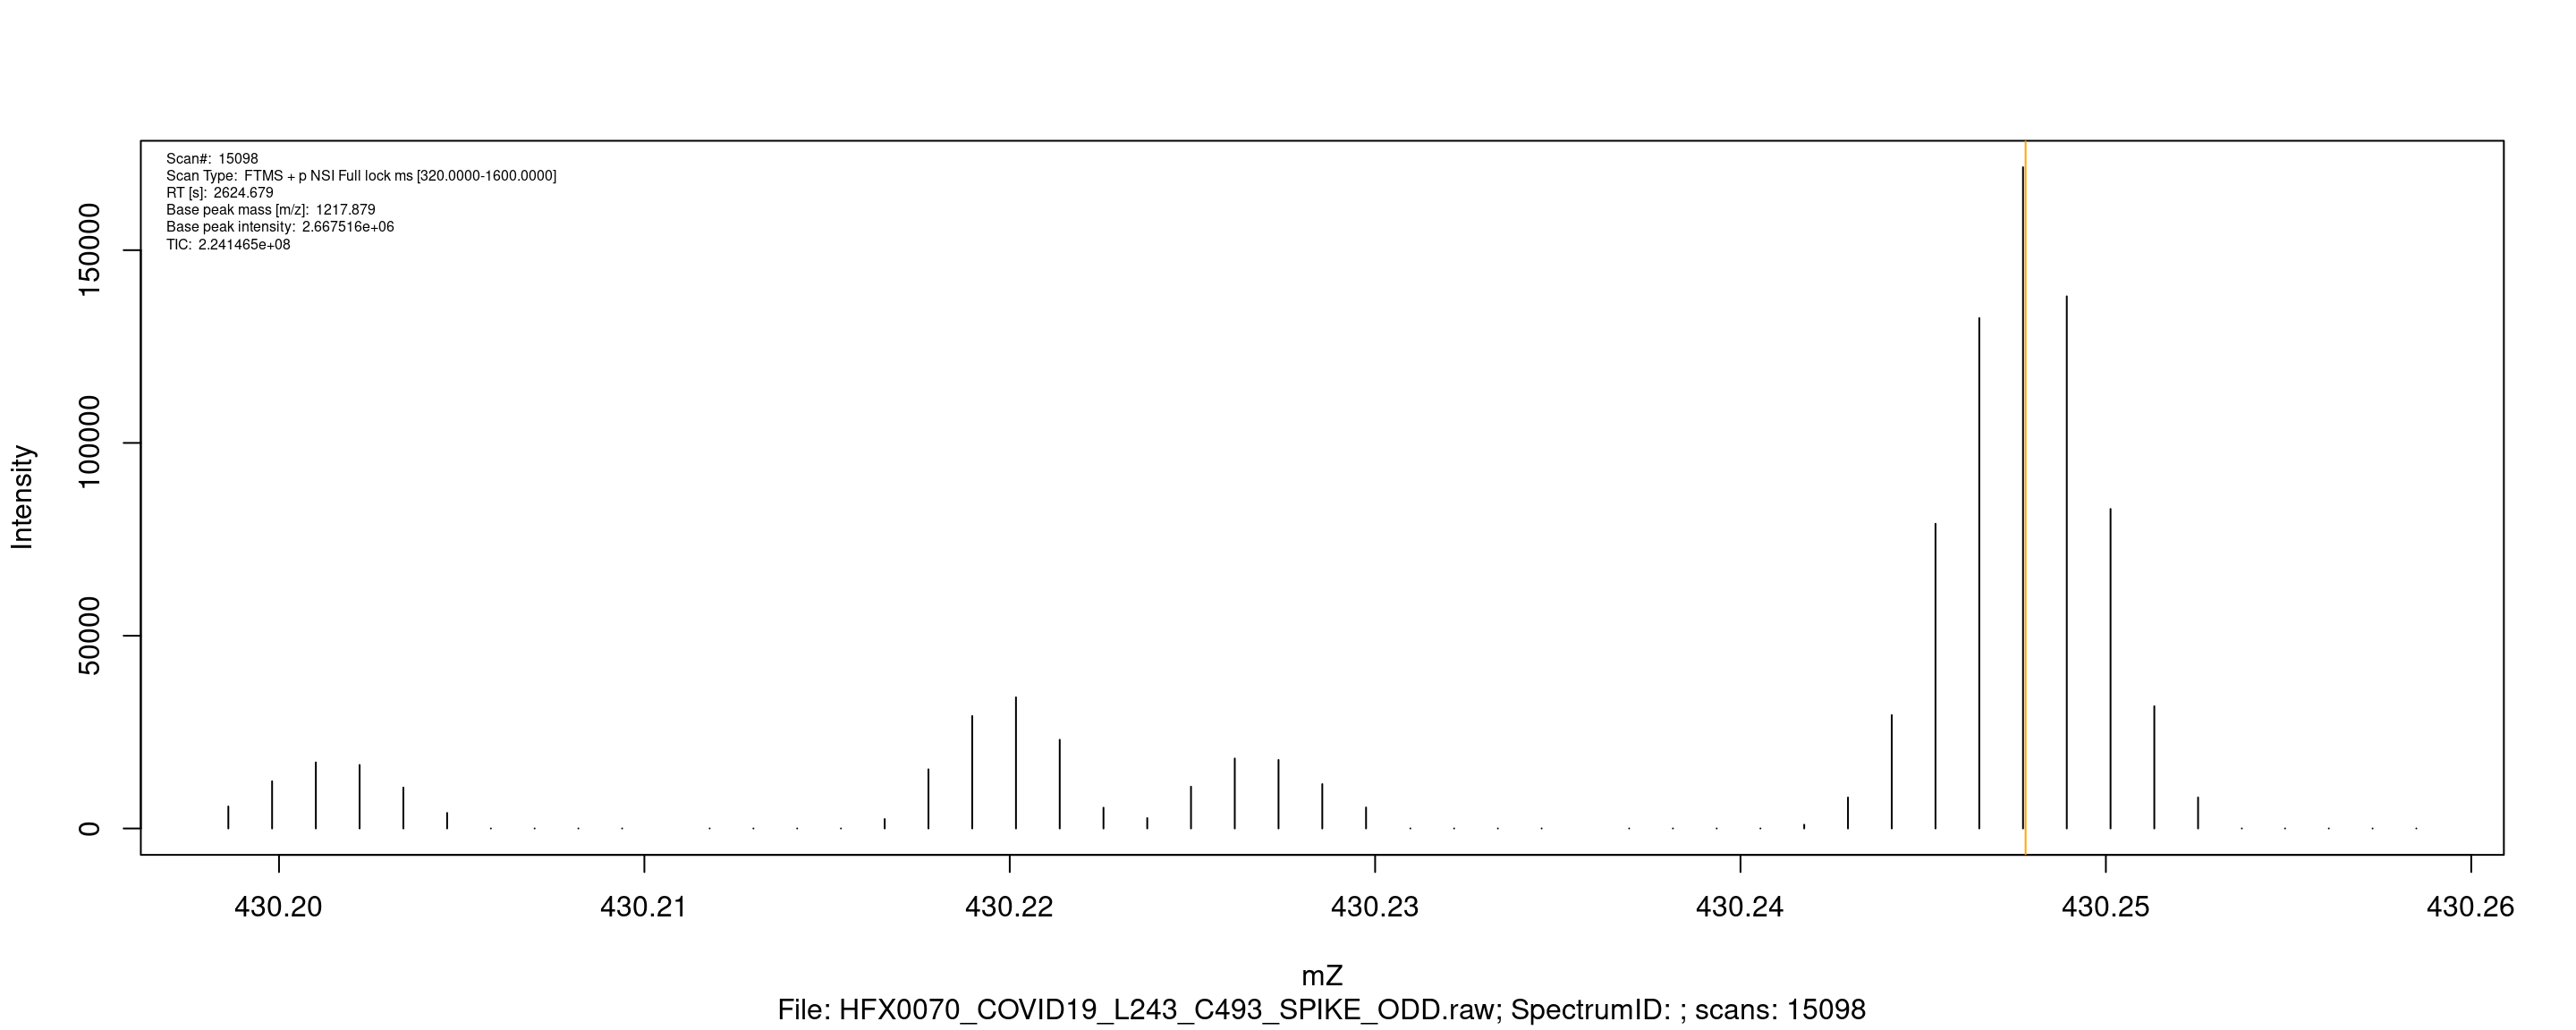 Scan#: 15098
Scan Type: FTMS + p NSI Full lock ms [320.0000-1600.0000]
RT [s]: 2624.679
Base peak mass [m/z]: 1217.879
Base peak intensity: 2.667516e+06
TIC: 2.241465e+08
150000
100000
50000
0
Intensity
430.20 430.21 430.22 430.23 430.24 430.25 430.26
mZ
File: HFX0070_COVID19_L243_C493_SPIKE_ODD.raw; SpectrumID: ; scans: 15098